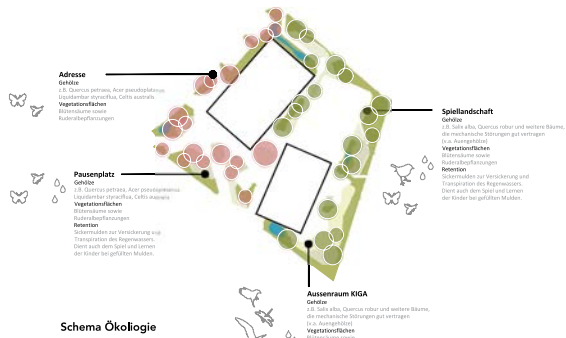 Adresse
Gehölze
z.B. Quercus petraea, Acer pseudoplatanus
Liquidambar styraciflua, Celtis australis
Vegetationsflächen
Blütensäume sowie
Ruderalbepflanzungen
Spiellandschaft
Gehölze
z.B. Salix alba, Quercus robur und weitere Bäume,
die mechanische Störungen gut vertragen
(v.a. Auengehölze)
Vegetationsflächen
Blütensäume sowie
Ruderalbepflanzungen
Retention
Sickermulden zur Versickerung und
Transpiration des Regenwassers.
Dient auch dem Spiel und Lernen
der Kinder bei gefüllten Mulden.
Pausenplatz
Gehölze
z.B. Quercus petraea, Acer pseudoplatanus
Liquidambar styraciflua, Celtis
Vegetationsflächen
Blütensäume sowie
Ruderalbepflanzungen
Retention
Sickermulden zur Versickerung und
Transpiration des Regenwassers.
Dient auch dem Spiel und Lernen
der Kinder bei gefüllten Mulden.
Aussenraum KIGA
Gehölze
z.B. Salix alba, Quercus robur und weitere Bäume,
die mechanische Störungen gut vertragen
(v.a. Auengehölze)
Vegetationsflächen
Blütensäume sowie
Schema Ökoliogie